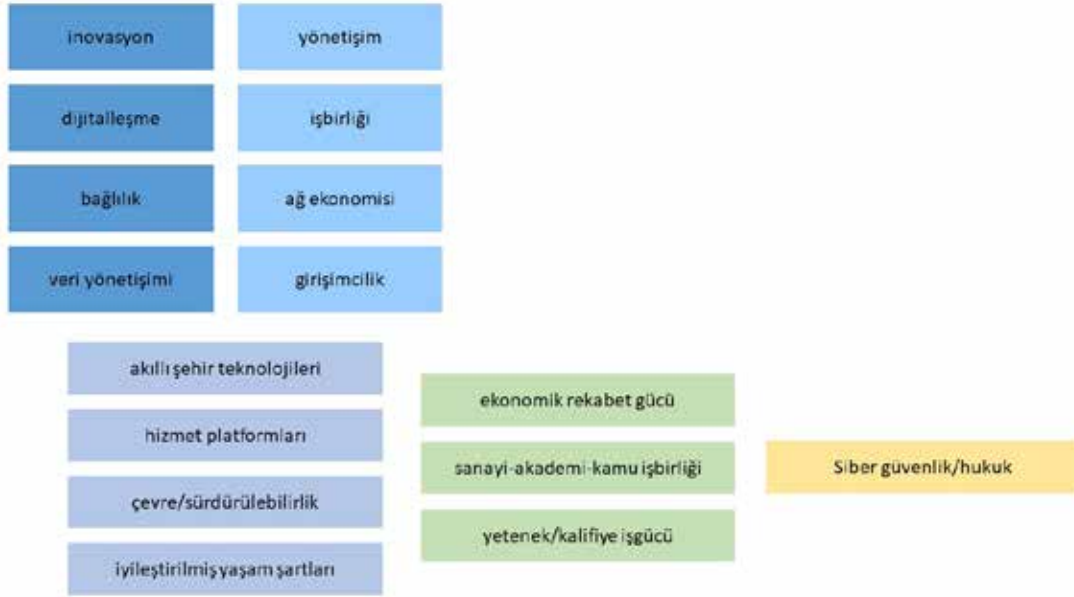 inovasyon
yönetişim
dijitalleşme
işbirliği
bağlılık
ağ ekonomisi
veri yönetişimi
girişimcilik
akıllı şehir teknolojileri
hizmet platformları
çevre/sürdürülebilirlik
iyileştirilmiş yaşam şartları
ekonomik rekabet gücü
sanayi-akademi-kamu işbirliği
yetenek/kalifiye işgücü
Siber güvenlik/hukuk